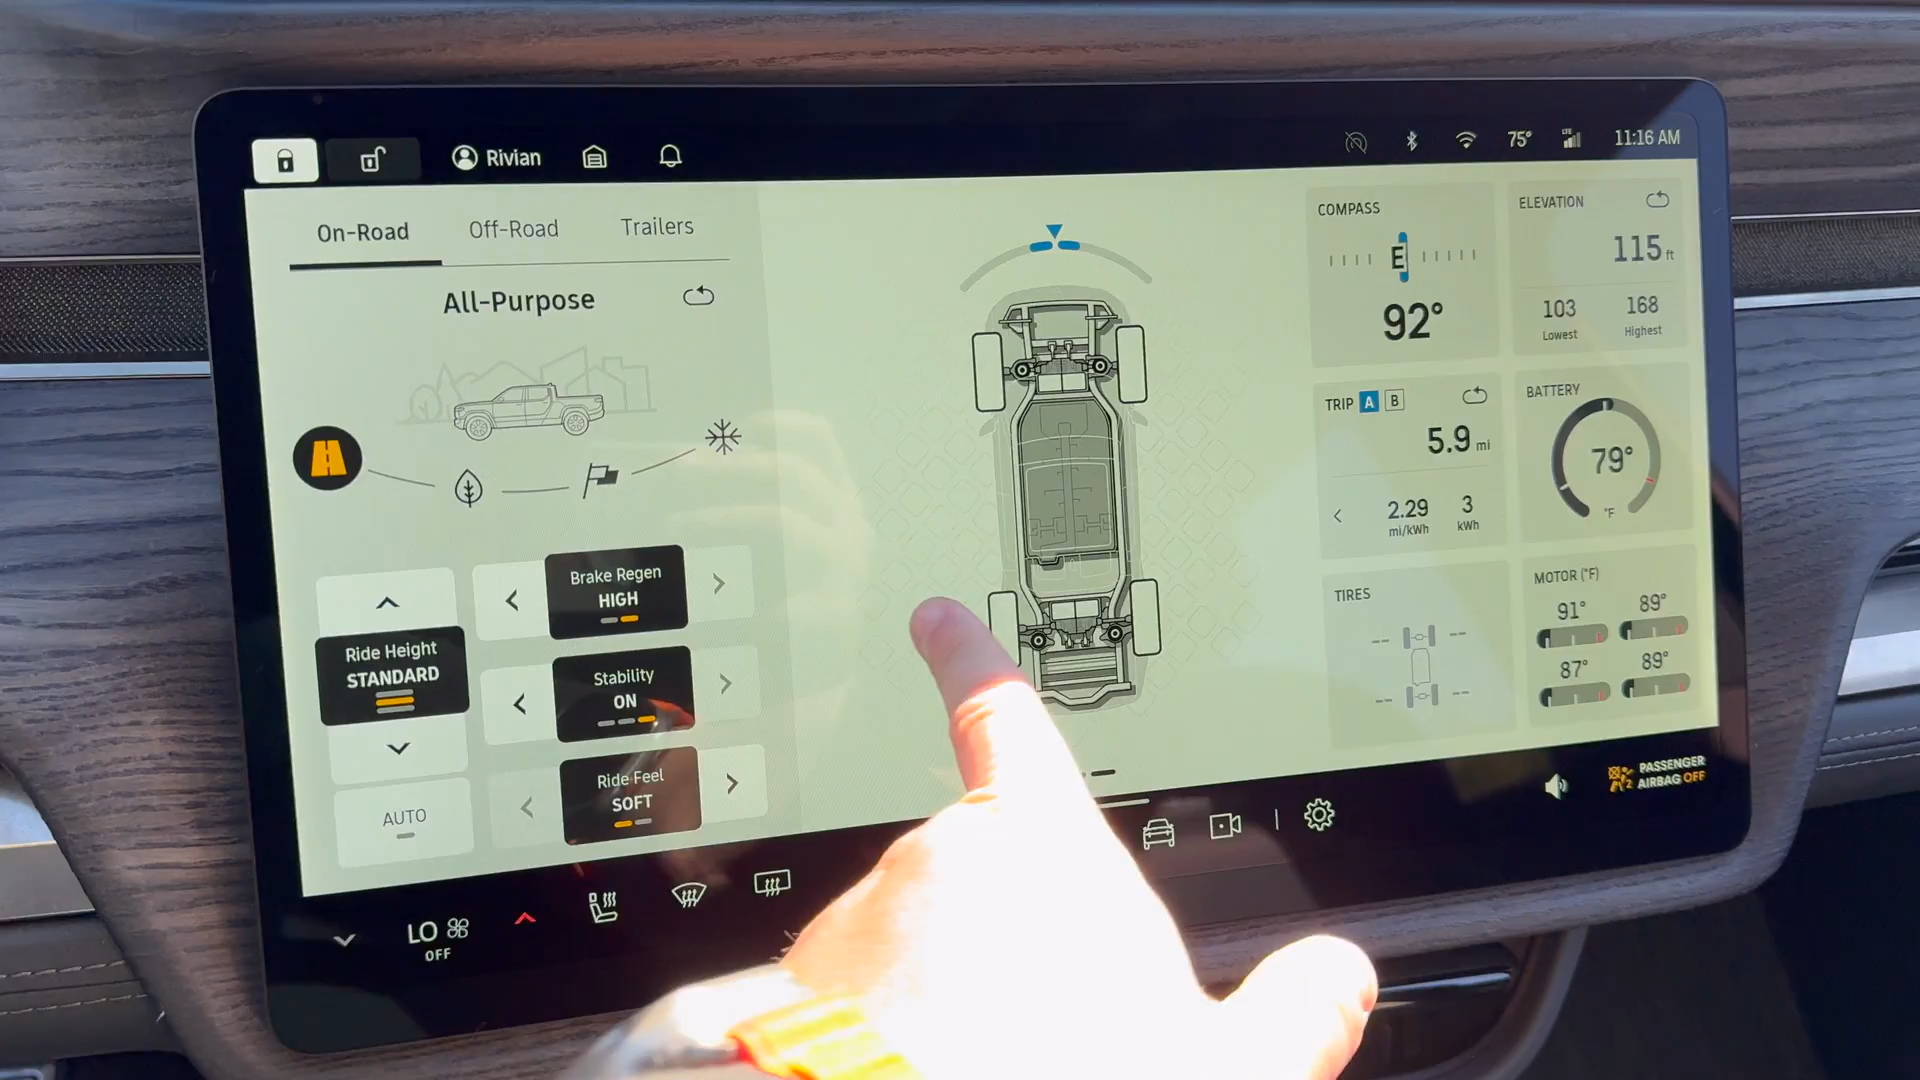 Rivian
75°
LTE
11:16 AM
On-Road
Off-Road
Trailers
All-Purpose
Brake Regen
HIGH
Ride Height
STANDARD
Stability
ON
Ride Feel
SOFT
AUTO
COMPASS
E
92°
ELEVATION
115 ft
103
Lowest
168
Highest
TRIP A B
5.9 mi
2.29
mi/kWh
3
kWh
BATTERY
79°
°F
TIRES
-- --
-- --
MOTOR (°F)
91° 89°
87° 89°
LO
OFF
PASSENGER
AIRBAG OFF
2